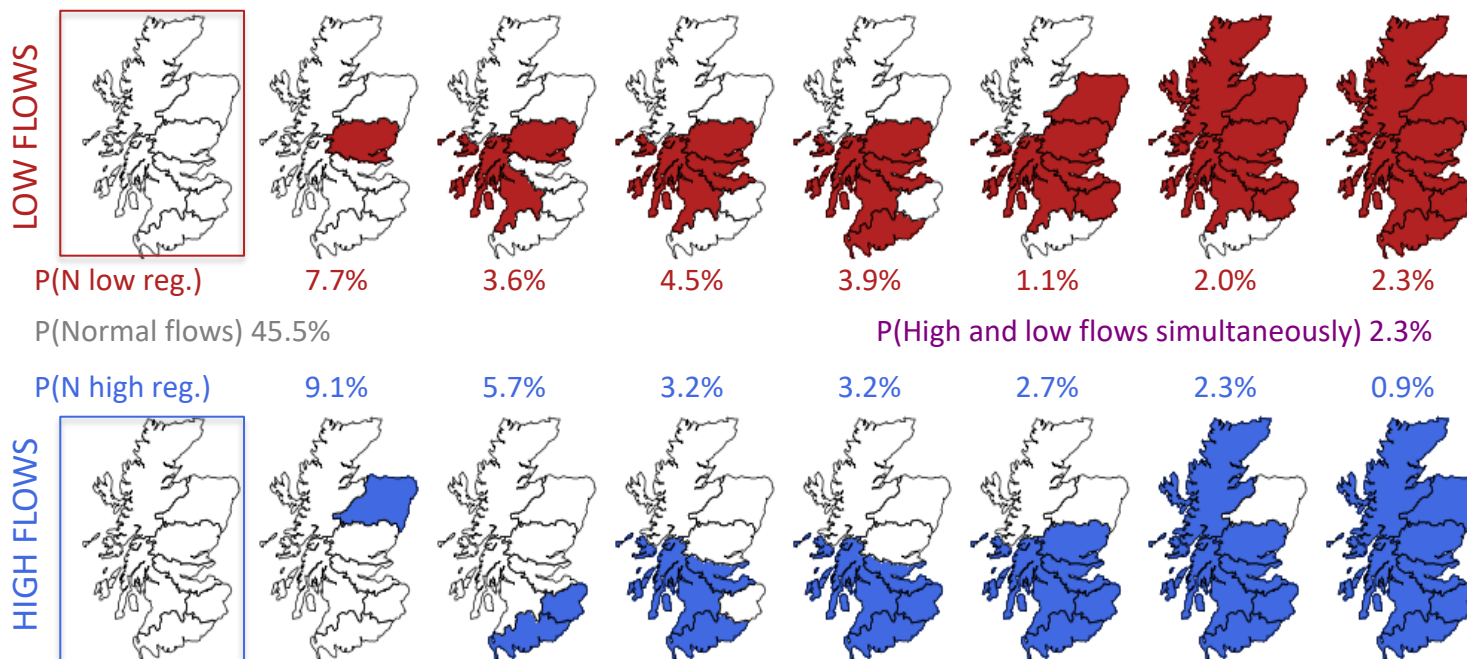 LOW FLOWS
P(N low reg.) 7.7% 3.6% 4.5% 3.9% 1.1% 2.0% 2.3%
P(Normal flows) 45.5% P(High and low flows simultaneously) 2.3%
P(N high reg.) 9.1% 5.7% 3.2% 3.2% 2.7% 2.3% 0.9%
HIGH FLOWS